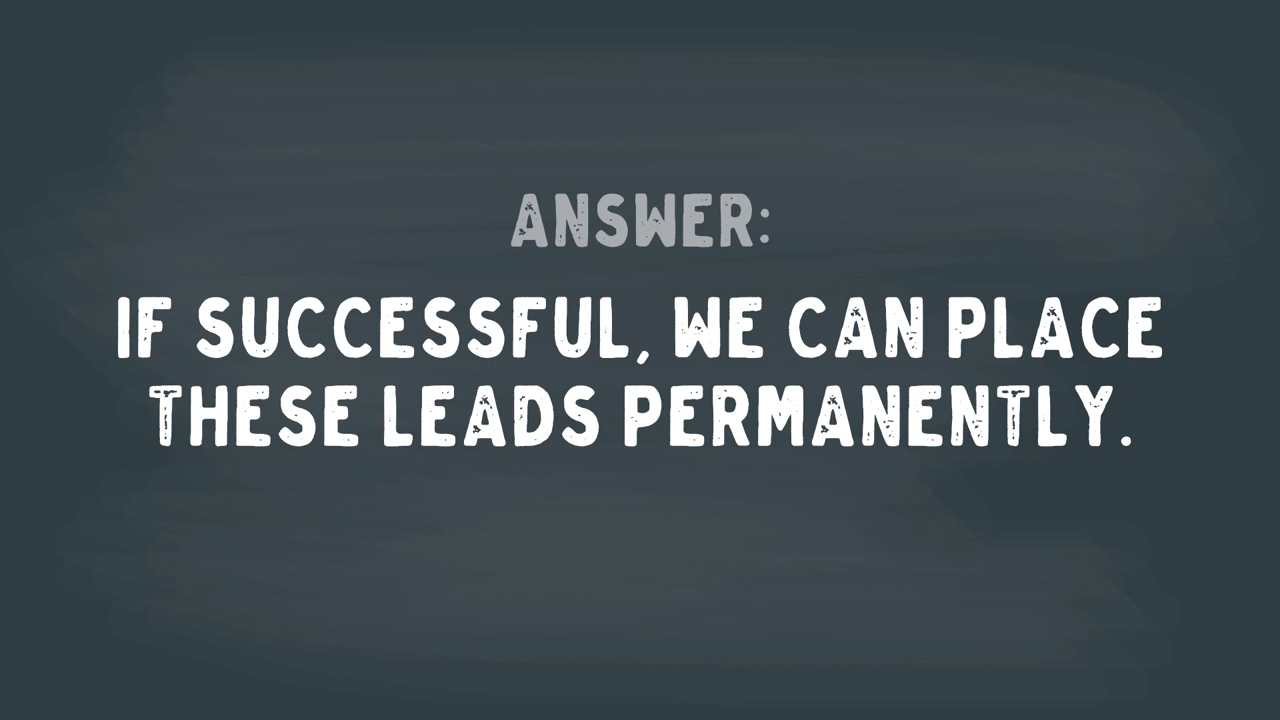 ANSWER:
IF SUCCESSFUL, WE CAN PLACE
THESE LEADS PERMANENTLY.